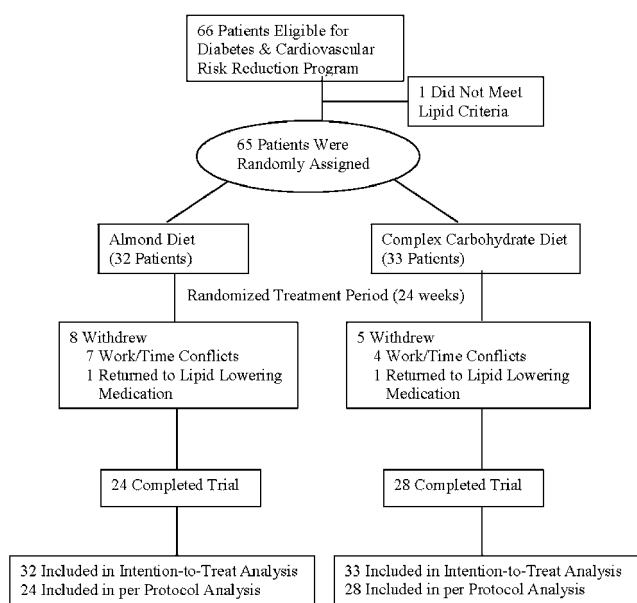 66 Patients Eligible for
Diabetes & Cardiovascular
Risk Reduction Program
1 Did Not Meet
Lipid Criteria
65 Patients Were
Randomly Assigned
Almond Diet
(32 Patients)
Complex Carbohydrate Diet
(33 Patients)
Randomized Treatment Period (24 weeks)
8 Withdrew
7 Work/Time Conflicts
1 Returned to Lipid Lowering
Medication
5 Withdrew
4 Work/Time Conflicts
1 Returned to Lipid Lowering
Medication
24 Completed Trial
28 Completed Trial
32 Included in Intention-to-Treat Analysis
24 Included in per Protocol Analysis
33 Included in Intention-to-Treat Analysis
28 Included in per Protocol Analysis